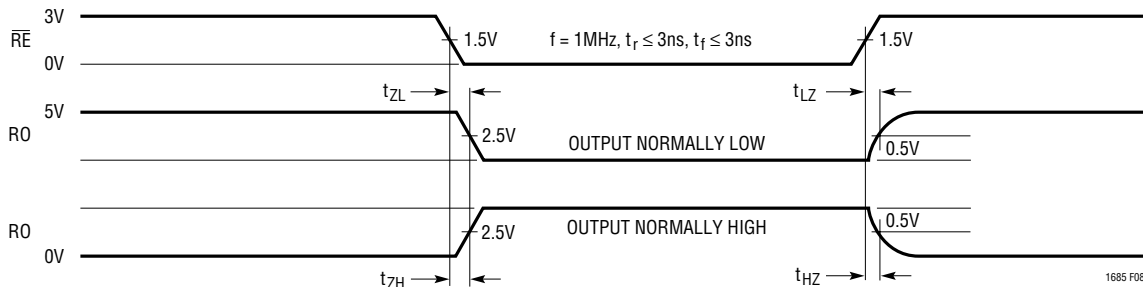 3V
RE
1.5V
f = 1MHz, tr ≤ 3ns, tf ≤ 3ns
1.5V
0V
tZL
tLZ
5V
RO
2.5V
OUTPUT NORMALLY LOW
0.5V
RO
2.5V
OUTPUT NORMALLY HIGH
0.5V
0V
tZH
tHZ
1685 F08